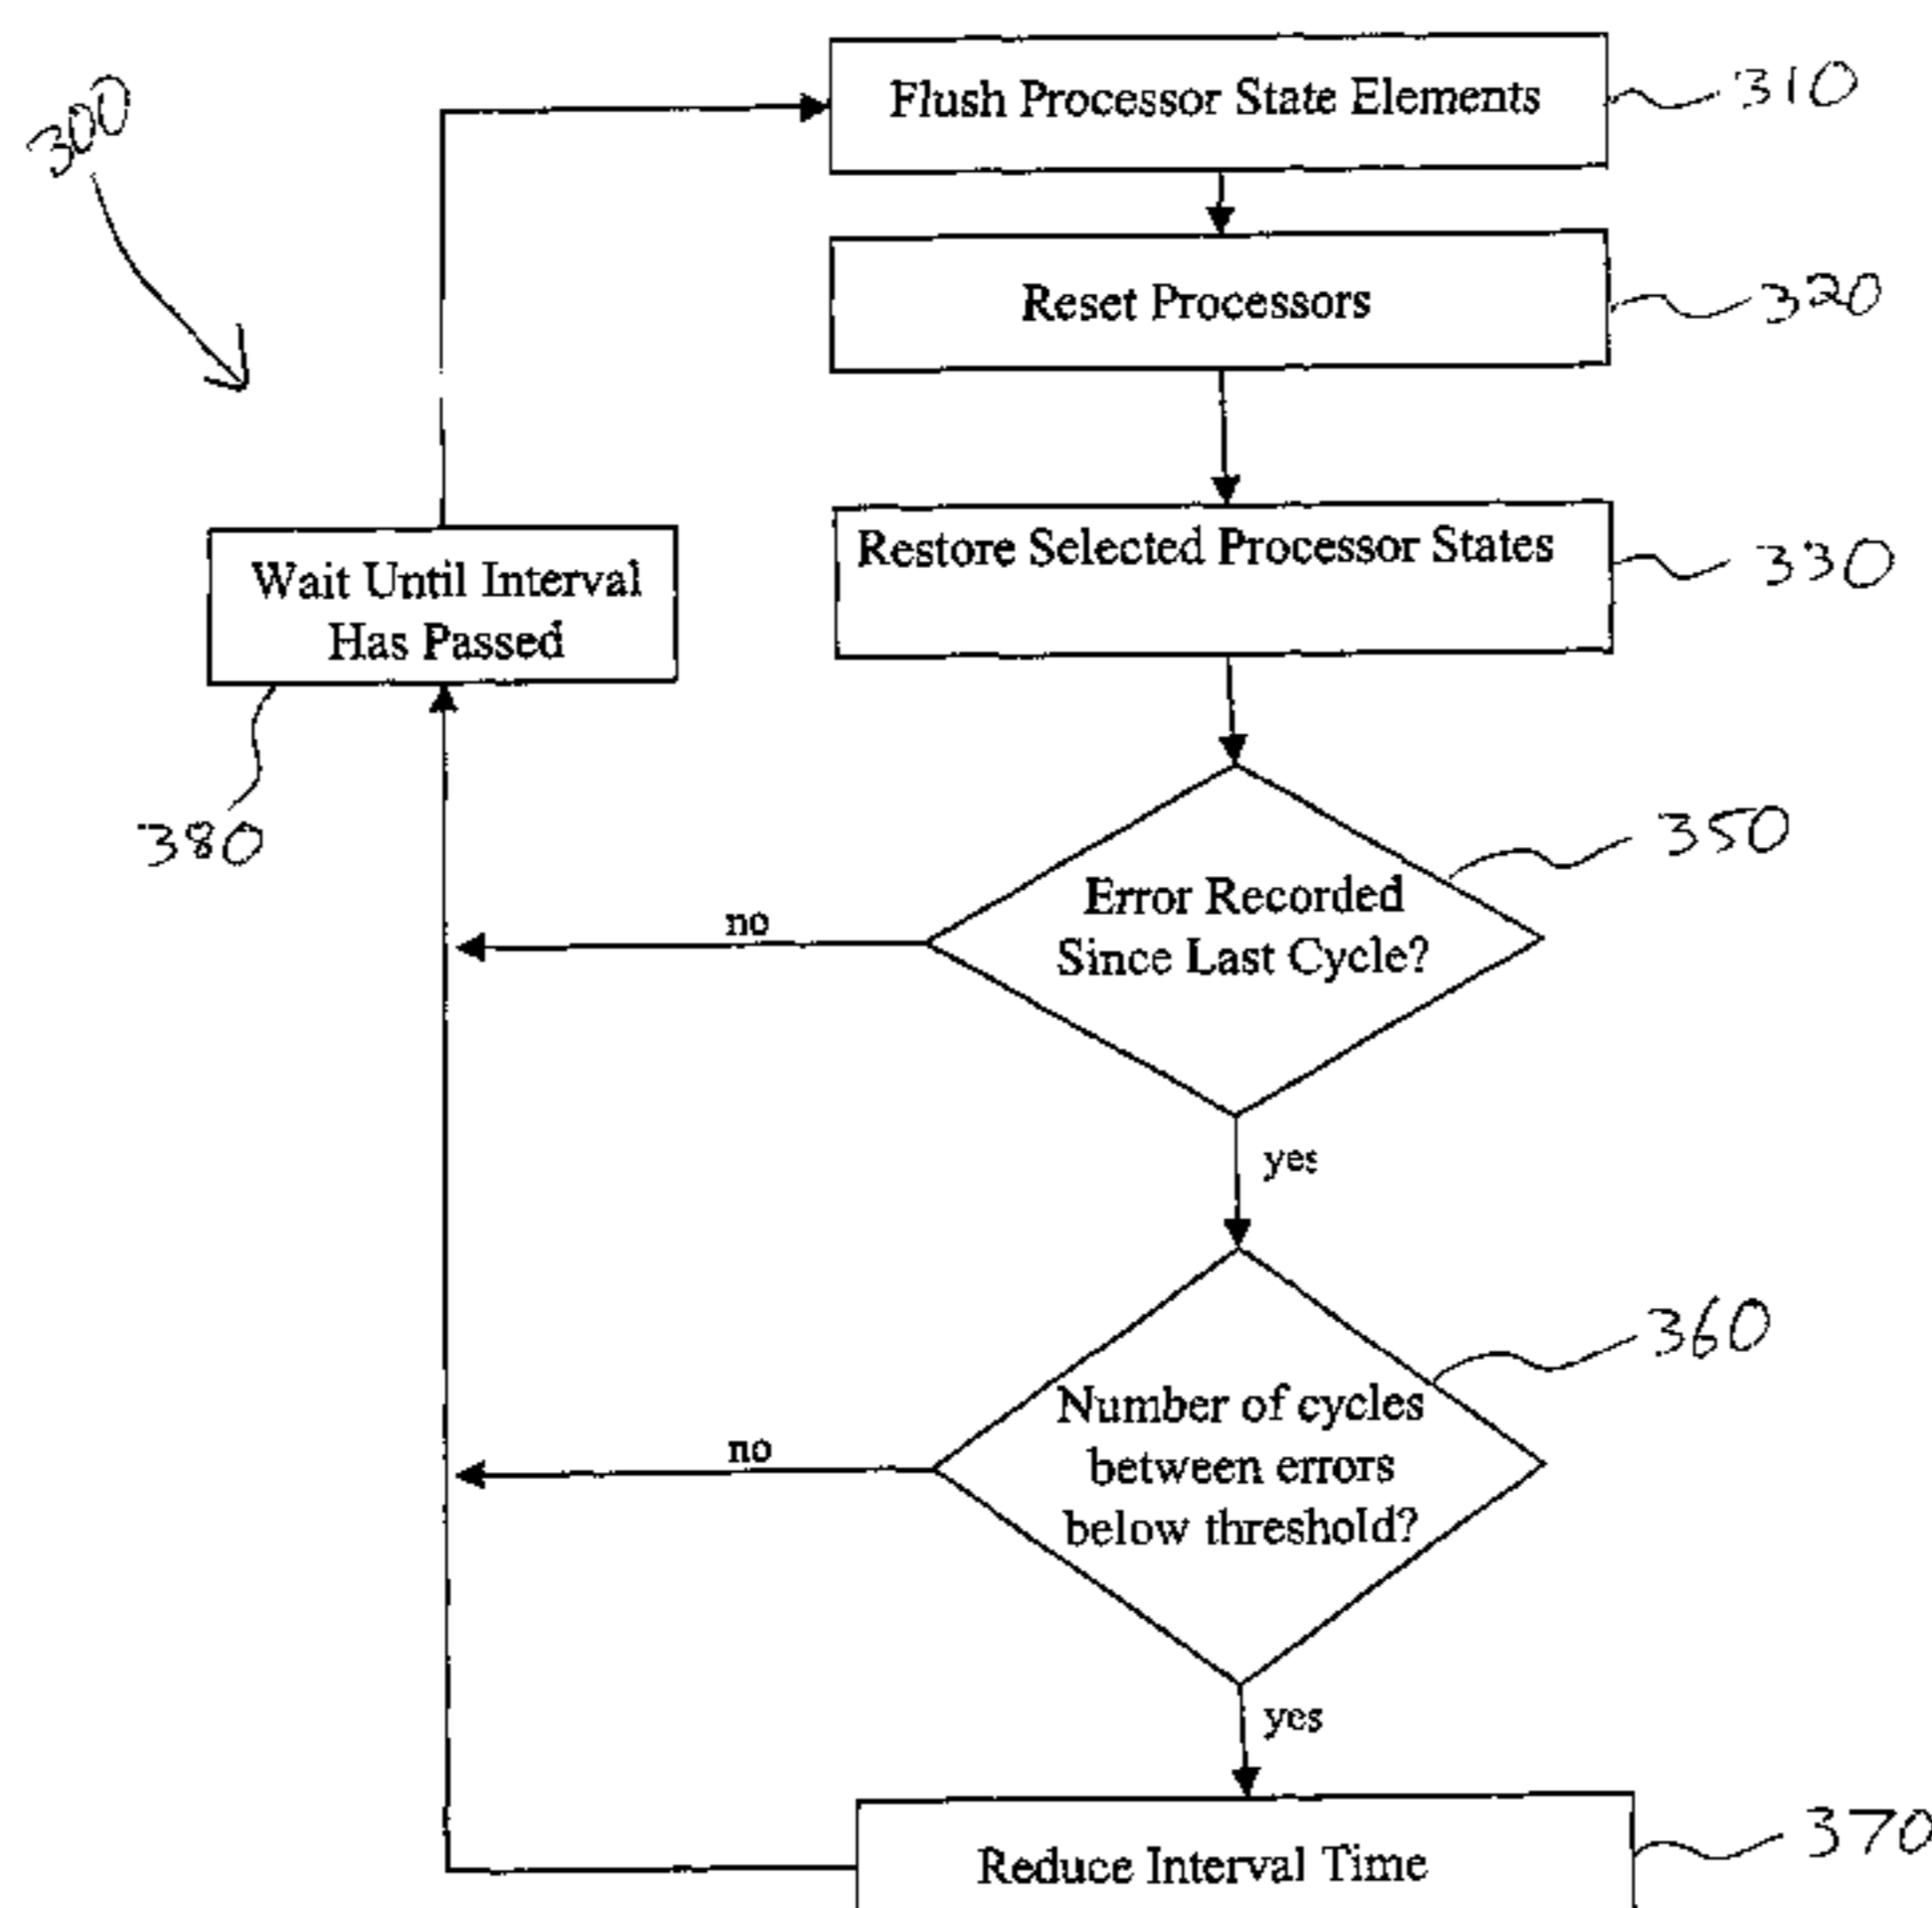 300
Flush Processor State Elements
310
Reset Processors
320
Restore Selected Processor States
330
Wait Until Interval
Has Passed
380
Error Recorded
Since Last Cycle?
350
no
yes
Number of cycles
between errors
below threshold?
360
no
yes
Reduce Interval Time
370